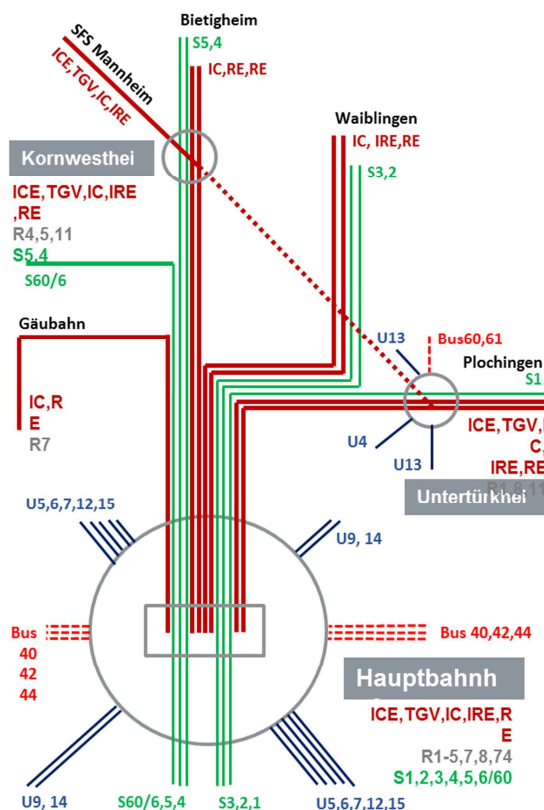 Bietigheim
S5,4
SFS Mannheim
ICE,TGV,IC,IRE
IC,RE,RE
Waiblingen
IC, IRE,RE
S3,2
Kornwesthei
ICE,TGV,IC,IRE
,RE
R4,5,11
S5,4
S60/6
Gäubahn
IC,R
E
R7
U13
Bus60,61
Plochingen
S1
U4
U13
ICE,TGV,I
C,
IRE,RE
R1,8,11
Untertürkhei
U5,6,7,12,15
U9, 14
Bus
40
42
44
Bus 40,42,44
Hauptbahnh
ICE,TGV,IC,IRE,R
E
R1-5,7,8,74
S1,2,3,4,5,6/60
U9, 14
S60/6,5,4
S3,2,1
U5,6,7,12,15